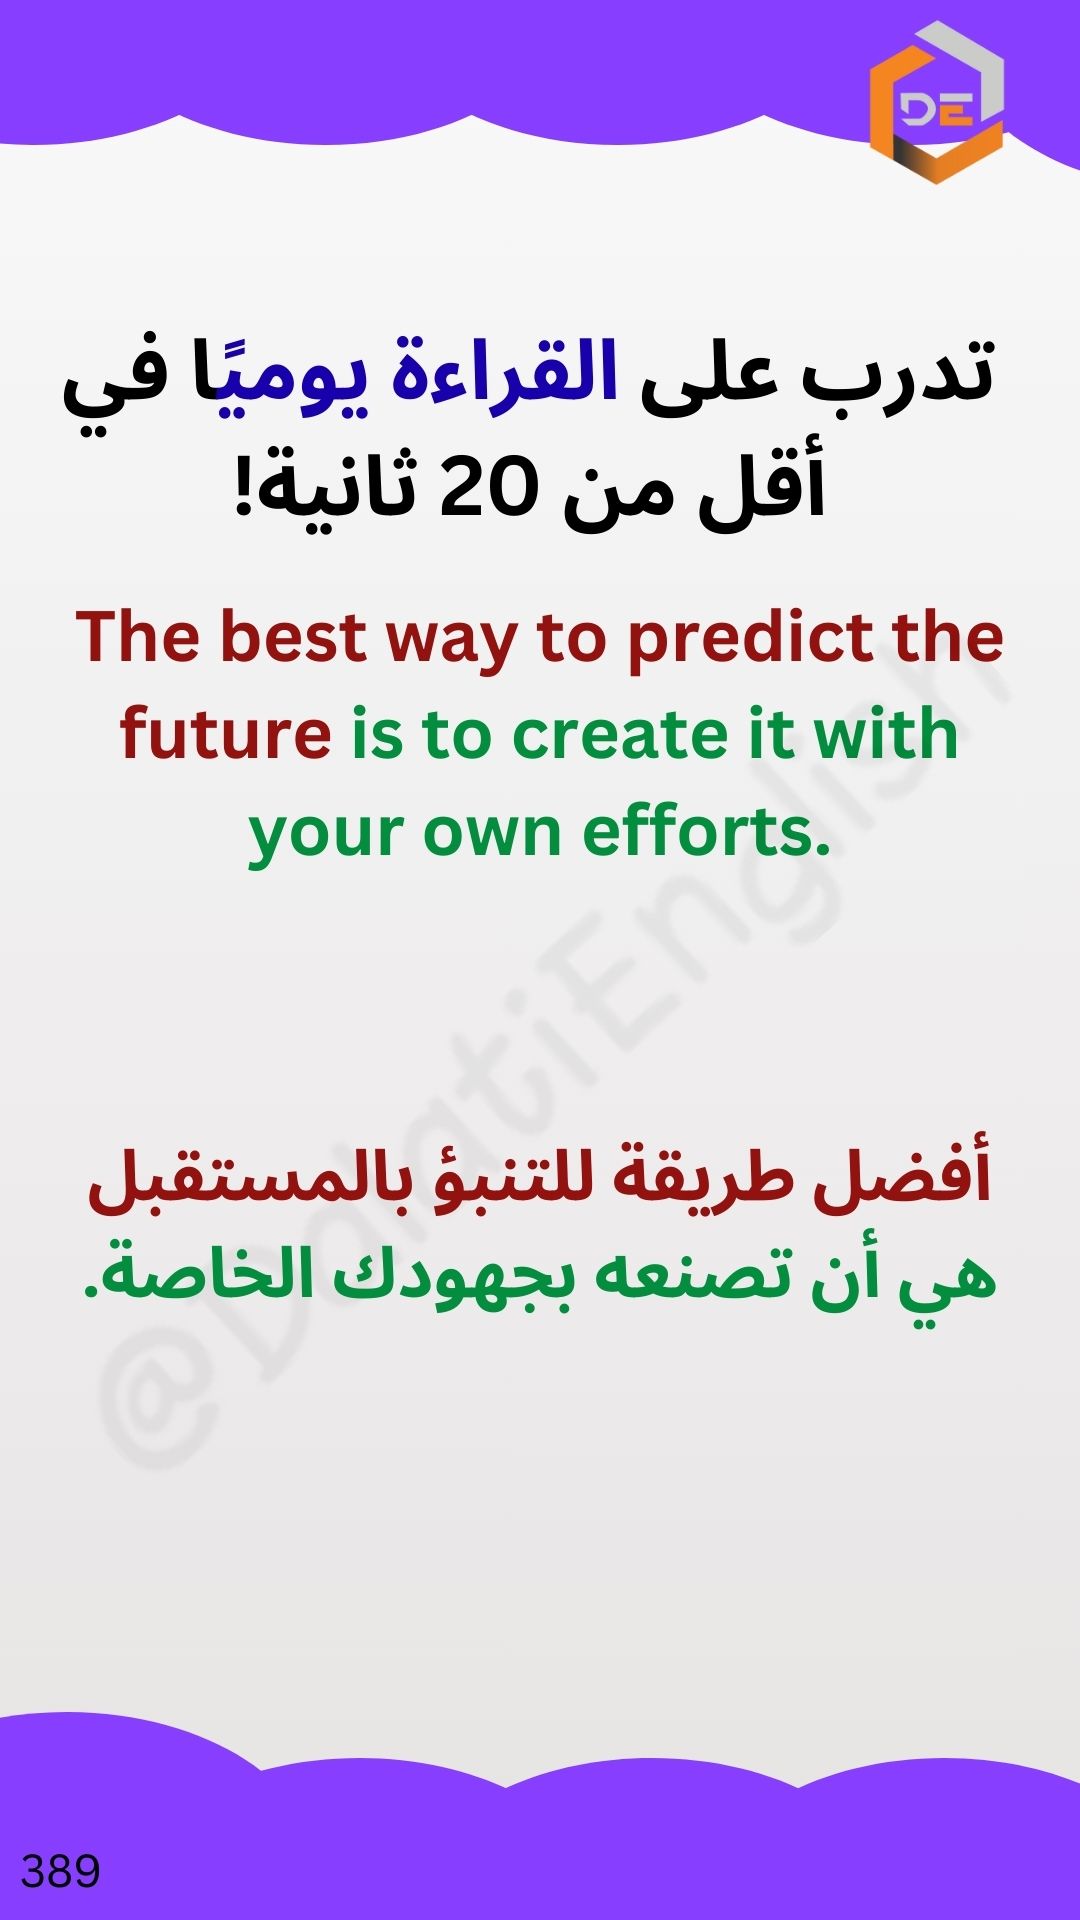 DE
تدرب على القراءة يوميًا في
أقل من 20 ثانية!
The best way to predict the
future is to create it with
your own efforts.
@DalatiEnglish
أفضل طريقة للتنبؤ بالمستقبل
هي أن تصنعه بجهودك الخاصة.
389